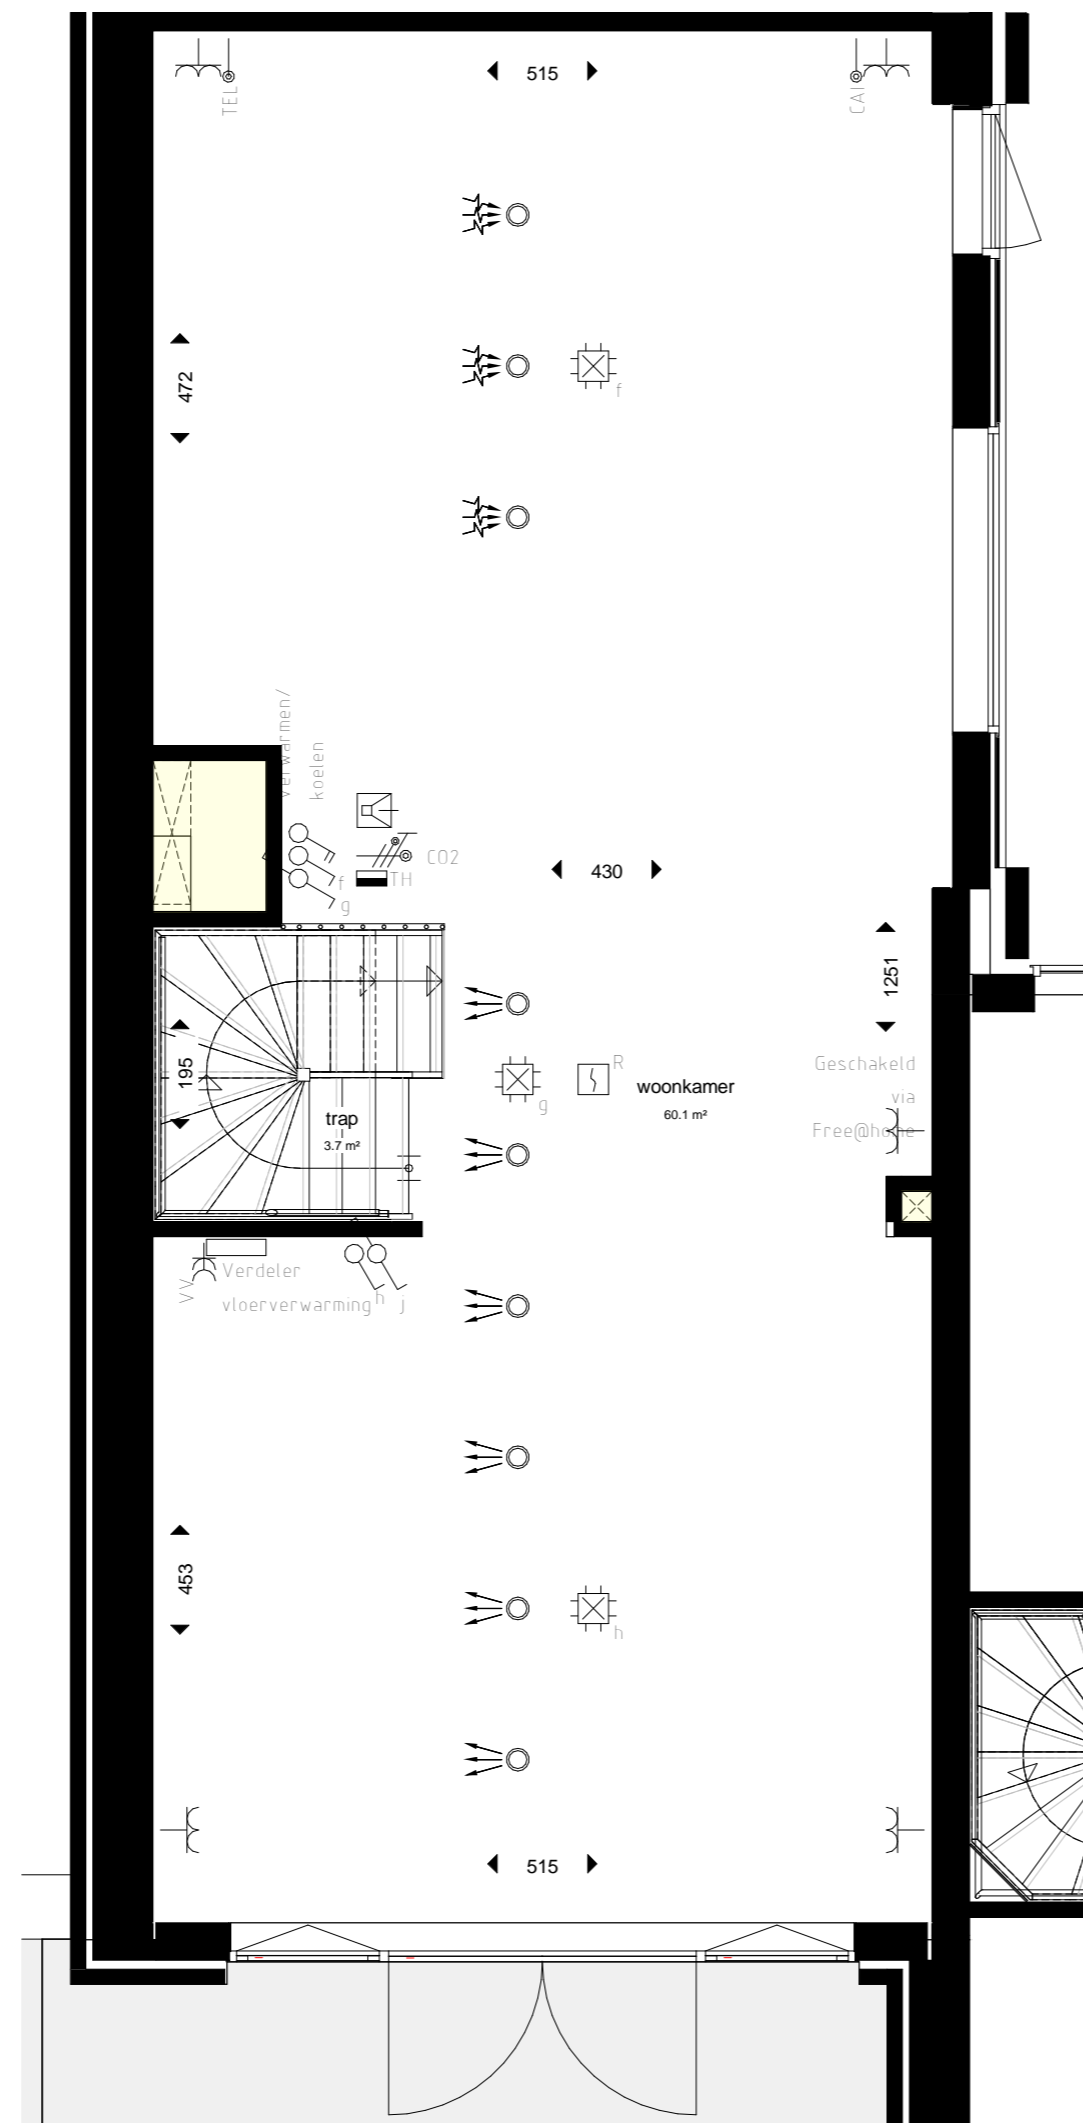 515
TEL
CAI
472
f
verwarmen/
koelen
CO2
TH
f
g
430
1251
195
R
g
woonkamer
60.1 m²
trap
3.7 m²
Geschakeld
via
Free@home
VV
Verdeler
vloerverwarming
h
j
453
h
515